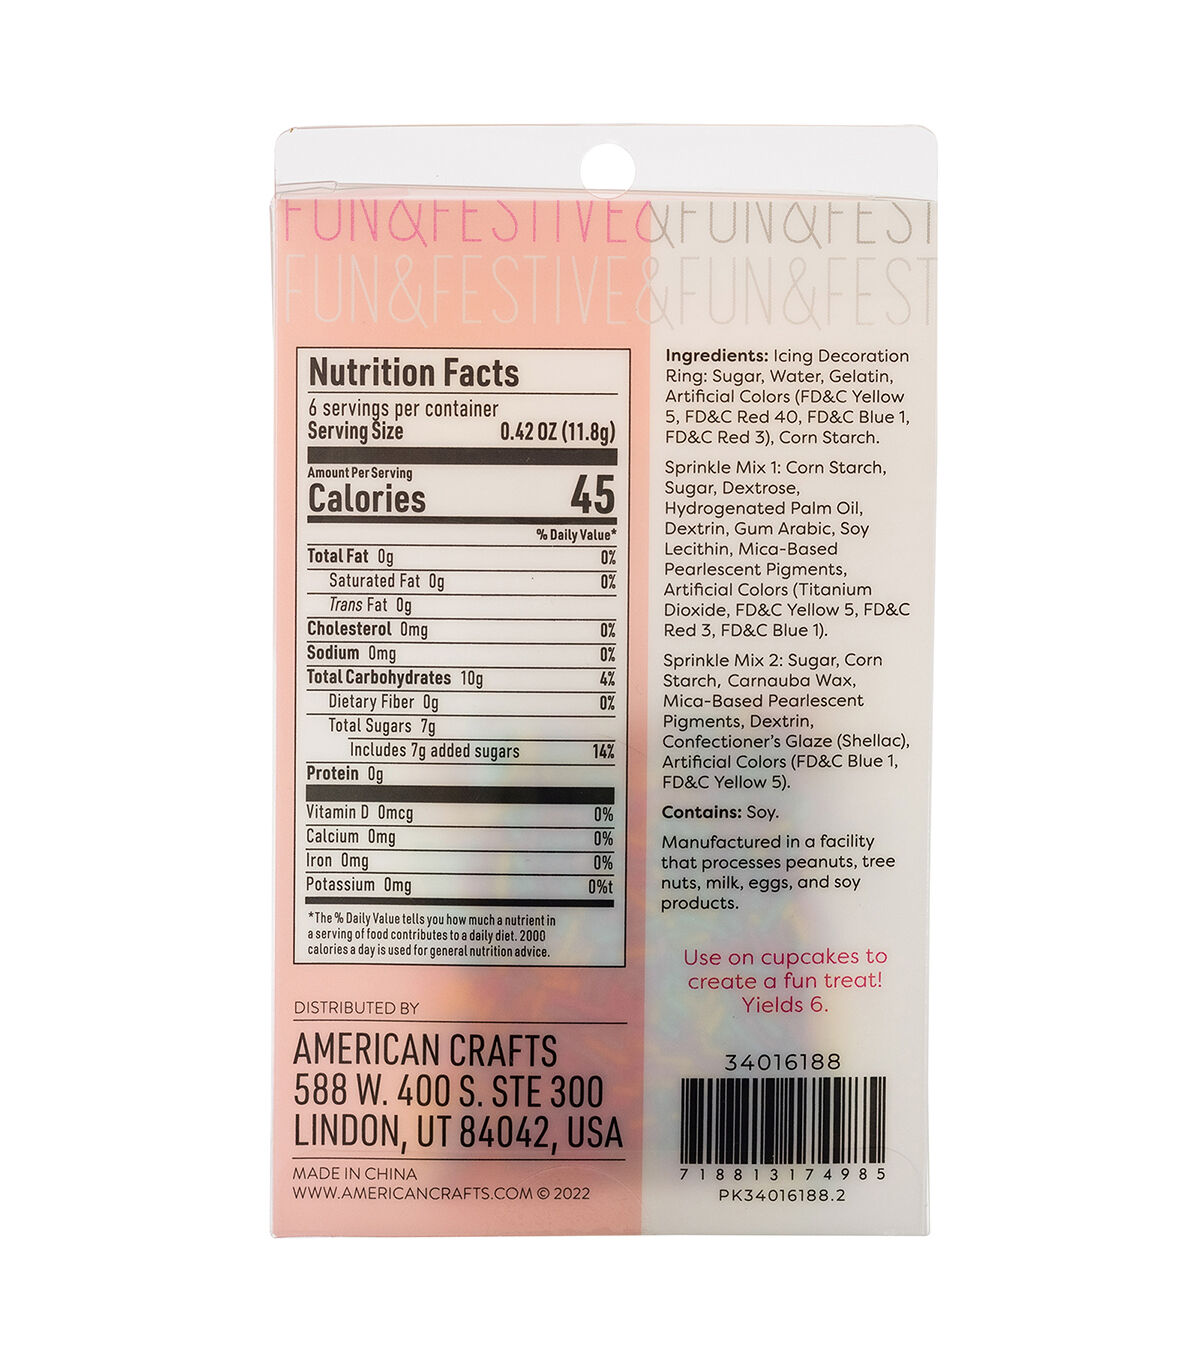 FUN&FESTIVE&FUN&FEST
FUN&FESTIVE&FUN&FEST
Nutrition Facts
6 servings per container
Serving Size 0.42 OZ (11.8g)
Amount Per Serving
Calories 45
% Daily Value*
Total Fat 0g 0%
Saturated Fat 0g 0%
Trans Fat 0g
Cholesterol 0mg 0%
Sodium 0mg 0%
Total Carbohydrates 10g 4%
Dietary Fiber 0g 0%
Total Sugars 7g
Includes 7g added sugars 14%
Protein 0g
Vitamin D 0mcg 0%
Calcium 0mg 0%
Iron 0mg 0%
Potassium 0mg 0%t
*The % Daily Value tells you how much a nutrient in
a serving of food contributes to a daily diet. 2000
calories a day is used for general nutrition advice.
DISTRIBUTED BY
AMERICAN CRAFTS
588 W. 400 S. STE 300
LINDON, UT 84042, USA
MADE IN CHINA
WWW.AMERICANCRAFTS.COM © 2022
Ingredients: Icing Decoration
Ring: Sugar, Water, Gelatin,
Artificial Colors (FD&C Yellow
5, FD&C Red 40, FD&C Blue 1,
FD&C Red 3), Corn Starch.
Sprinkle Mix 1: Corn Starch,
Sugar, Dextrose,
Hydrogenated Palm Oil,
Dextrin, Gum Arabic, Soy
Lecithin, Mica-Based
Pearlescent Pigments,
Artificial Colors (Titanium
Dioxide, FD&C Yellow 5, FD&C
Red 3, FD&C Blue 1).
Sprinkle Mix 2: Sugar, Corn
Starch, Carnauba Wax,
Mica-Based Pearlescent
Pigments, Dextrin,
Confectioner's Glaze (Shellac),
Artificial Colors (FD&C Blue 1,
FD&C Yellow 5).
Contains: Soy.
Manufactured in a facility
that processes peanuts, tree
nuts, milk, eggs, and soy
products.
Use on cupcakes to
create a fun treat!
Yields 6.
34016188
718813174985
PK34016188.2